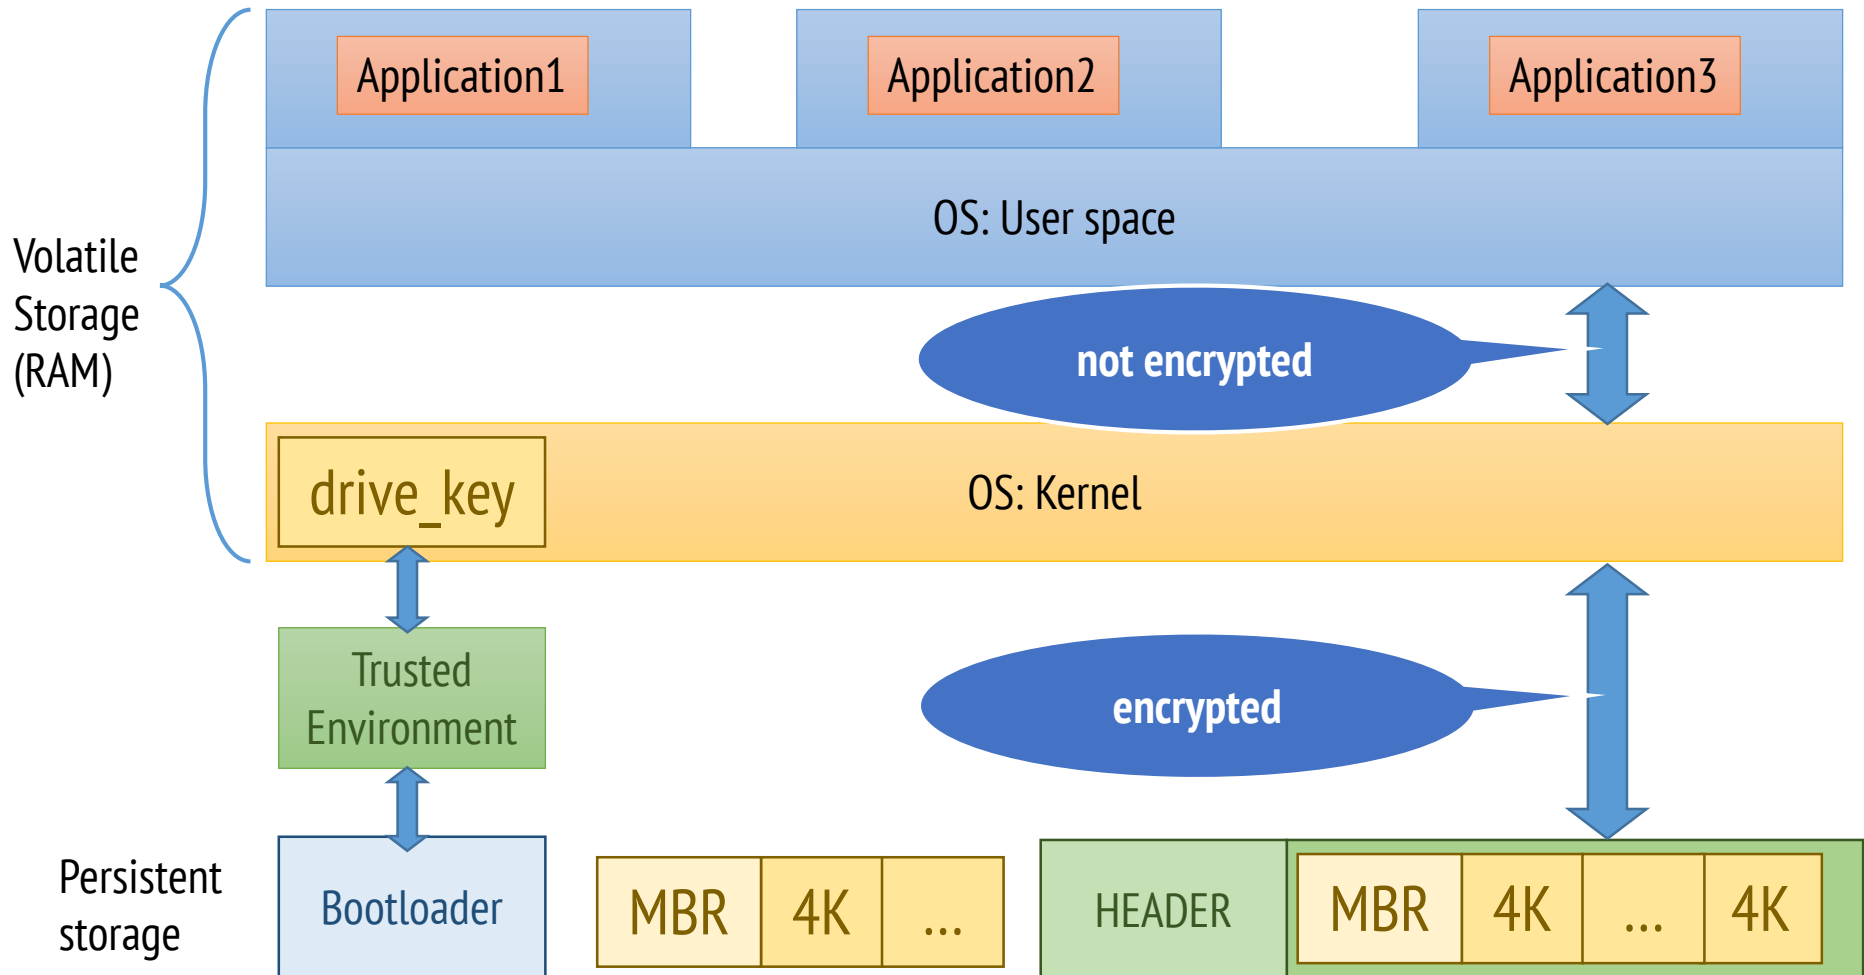 Application1
Application2
Application3
OS: User space
Volatile
Storage
(RAM)
not encrypted
drive_key
OS: Kernel
Trusted
Environment
encrypted
Persistent
storage
Bootloader
MBR 4K ...
HEADER
MBR 4K ... 4K